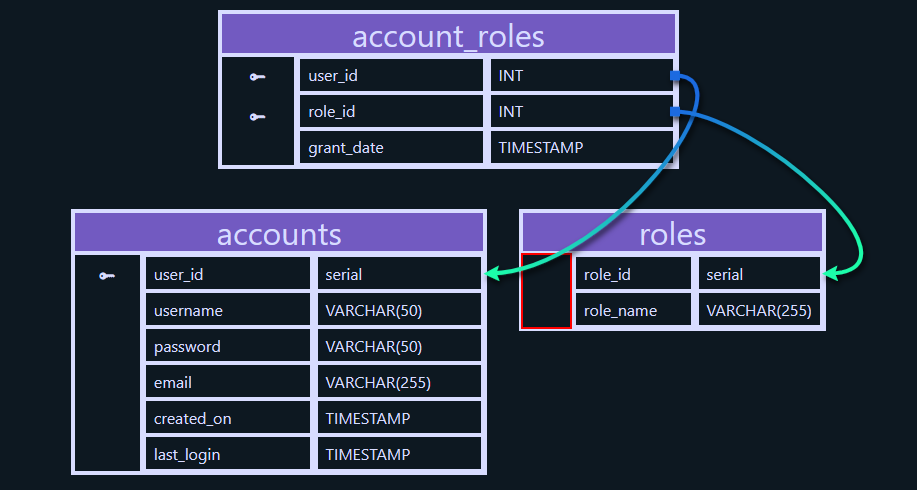 account_roles
user_id INT
role_id INT
grant_date TIMESTAMP
accounts
user_id serial
username VARCHAR(50)
password VARCHAR(50)
email VARCHAR(255)
created_on TIMESTAMP
last_login TIMESTAMP
roles
role_id serial
role_name VARCHAR(255)